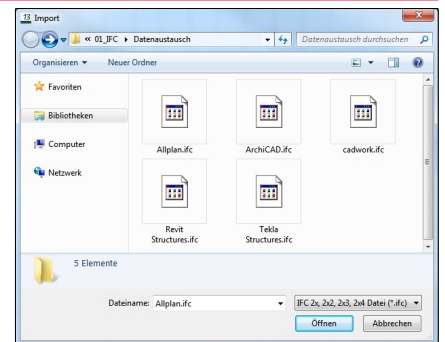 13 Import
« 01_IFC ▸ Datenaustausch
Datenaustausch durchsuchen
Organisieren
Neuer Ordner
Favoriten
Bibliotheken
Computer
Netzwerk
Allplan.ifc
ArchiCAD.ifc
cadwork.ifc
Revit
Structures.ifc
Tekla
Structures.ifc
5 Elemente
Dateiname: Allplan.ifc
IFC 2x, 2x2, 2x3, 2x4 Datei (*.ifc)
Öffnen
Abbrechen